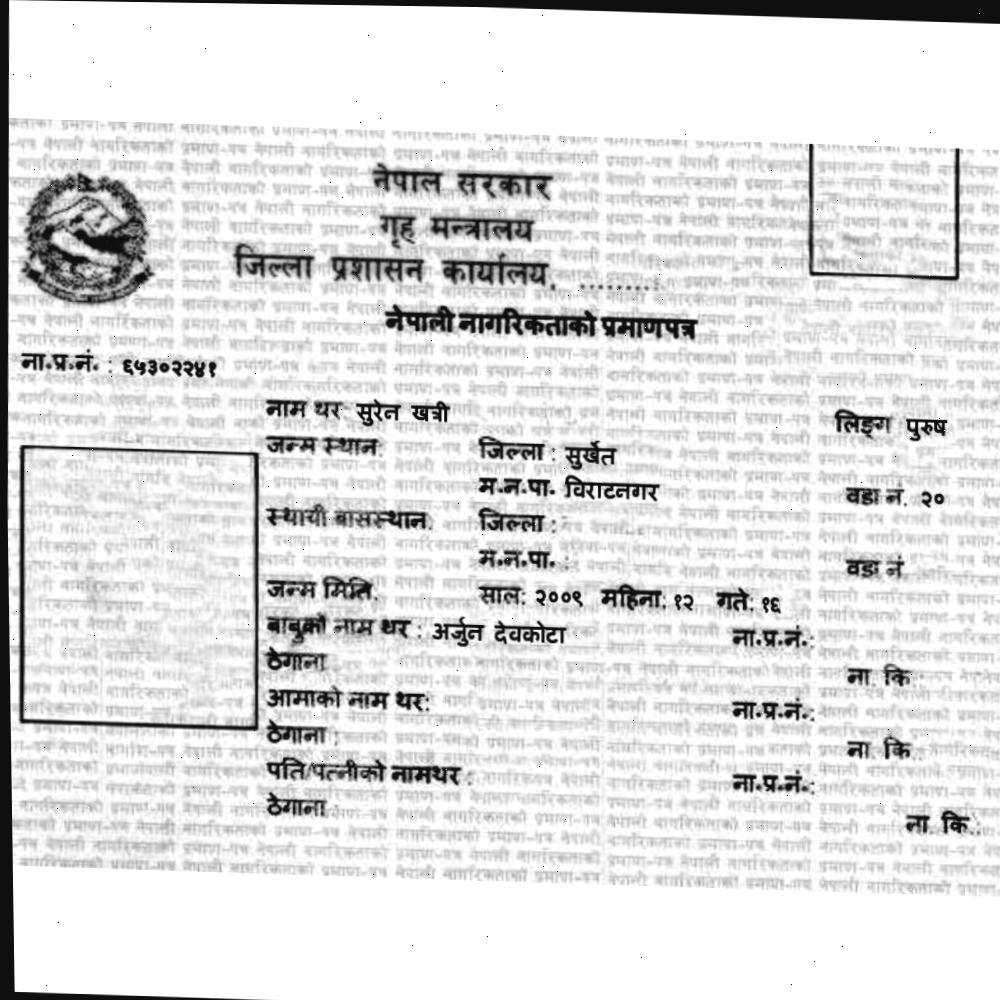 नेपाल सरकार
गृह मन्त्रालय
जिल्ला प्रशासन कार्यालय, .........
नेपाली नागरिकताको प्रमाणपत्र
ना.प्र.नं. : ६५३०२२४१
नाम थर: सुरेन खत्री लिङ्ग पुरुष
जन्म स्थान: जिल्ला : सुर्खेत
म.न.पा. विराटनगर वडा नं. २०
स्थायी बासस्थान: जिल्ला :
म.न.पा. : वडा नं
जन्म मिति: साल: २००९ महिना: १२ गते: १६
बाबुको नाम थर : अर्जुन देवकोटा ना.प्र.नं.:
ठेगाना ना. कि :
आमाको नाम थर: ना.प्र.नं.:
ठेगाना : ना. कि :
पति/पत्नीको नामथर : ना.प्र.नं.:
ठेगाना : ना. कि.: